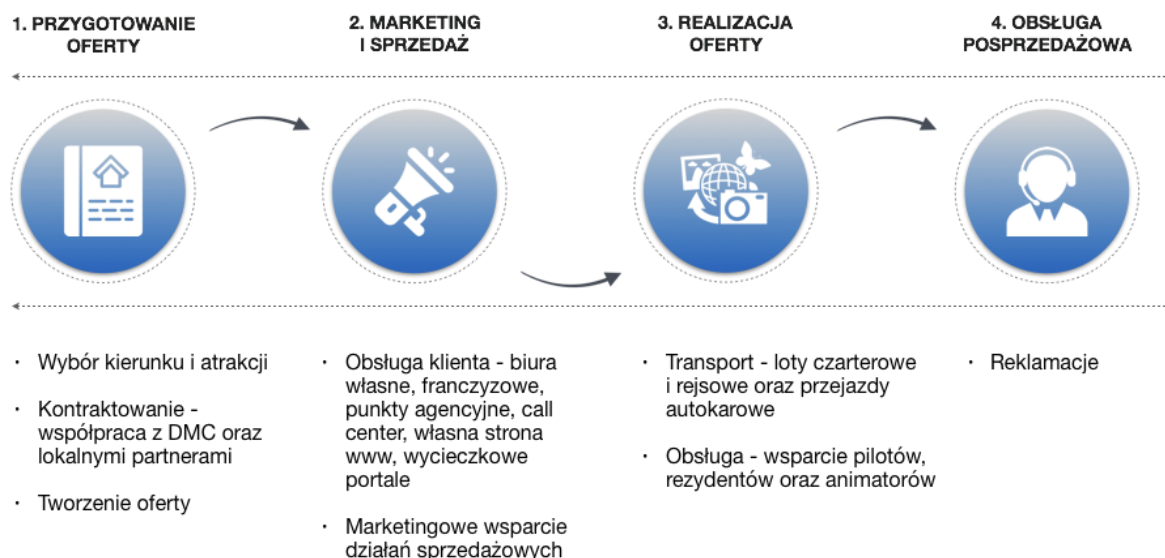 1. PRZYGOTOWANIE
OFERTY
2. MARKETING
I SPRZEDAŻ
3. REALIZACJA
OFERTY
4. OBSŁUGA
POSPRZEDAŻOWA
· Wybór kierunku i atrakcji
· Kontraktowanie -
współpraca z DMC oraz
lokalnymi partnerami
· Tworzenie oferty
· Obsługa klienta - biura
własne, franczyzowe,
punkty agencyjne, call
center, własna strona
www, wycieczkowe
portale
· Marketingowe wsparcie
działań sprzedażowych
· Transport - loty czarterowe
i rejsowe oraz przejazdy
autokarowe
· Obsługa - wsparcie pilotów,
rezydentów oraz animatorów
· Reklamacje